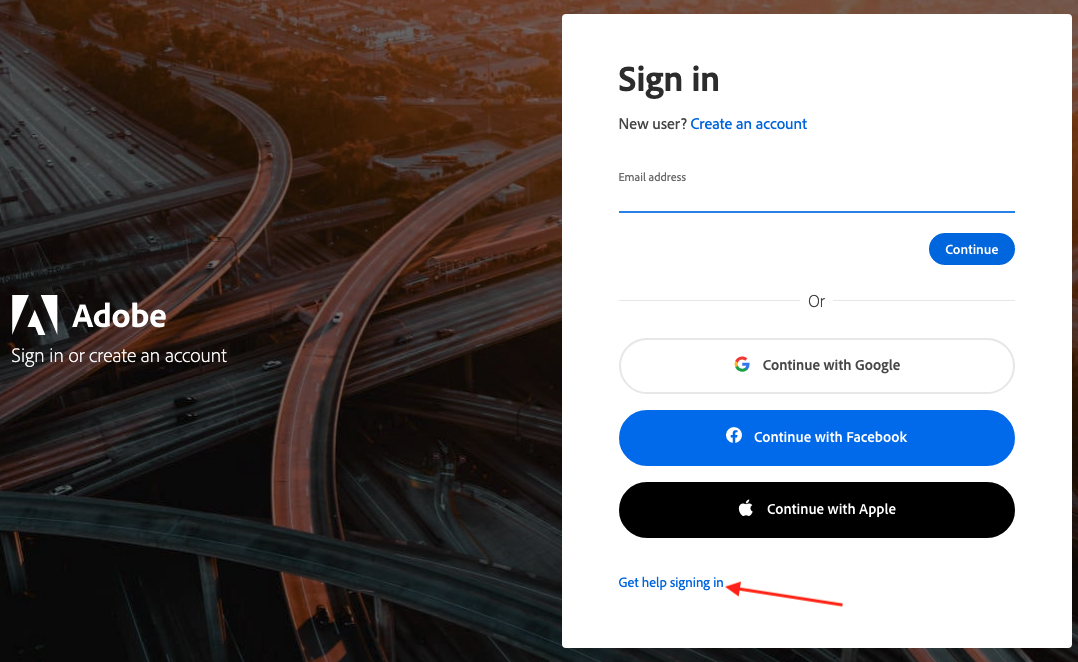 Sign in
New user? Create an account
Email address
Continue
Or
Continue with Google
Continue with Facebook
Continue with Apple
Get help signing in
Adobe
Sign in or create an account